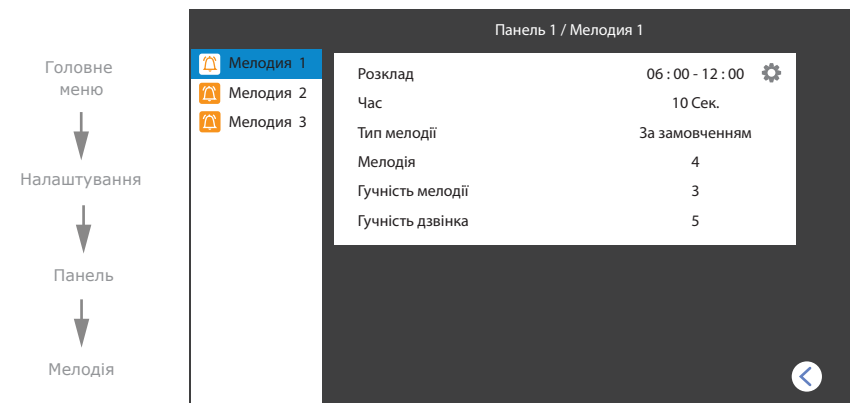 Головне
меню
Налаштування
Панель
Мелодія
Панель 1 / Мелодия 1
Мелодия 1
Мелодия 2
Мелодия 3
Розклад 06 : 00 - 12 : 00
Час 10 Сек.
Тип мелодії За замовченням
Мелодія 4
Гучність мелодії 3
Гучність дзвінка 5